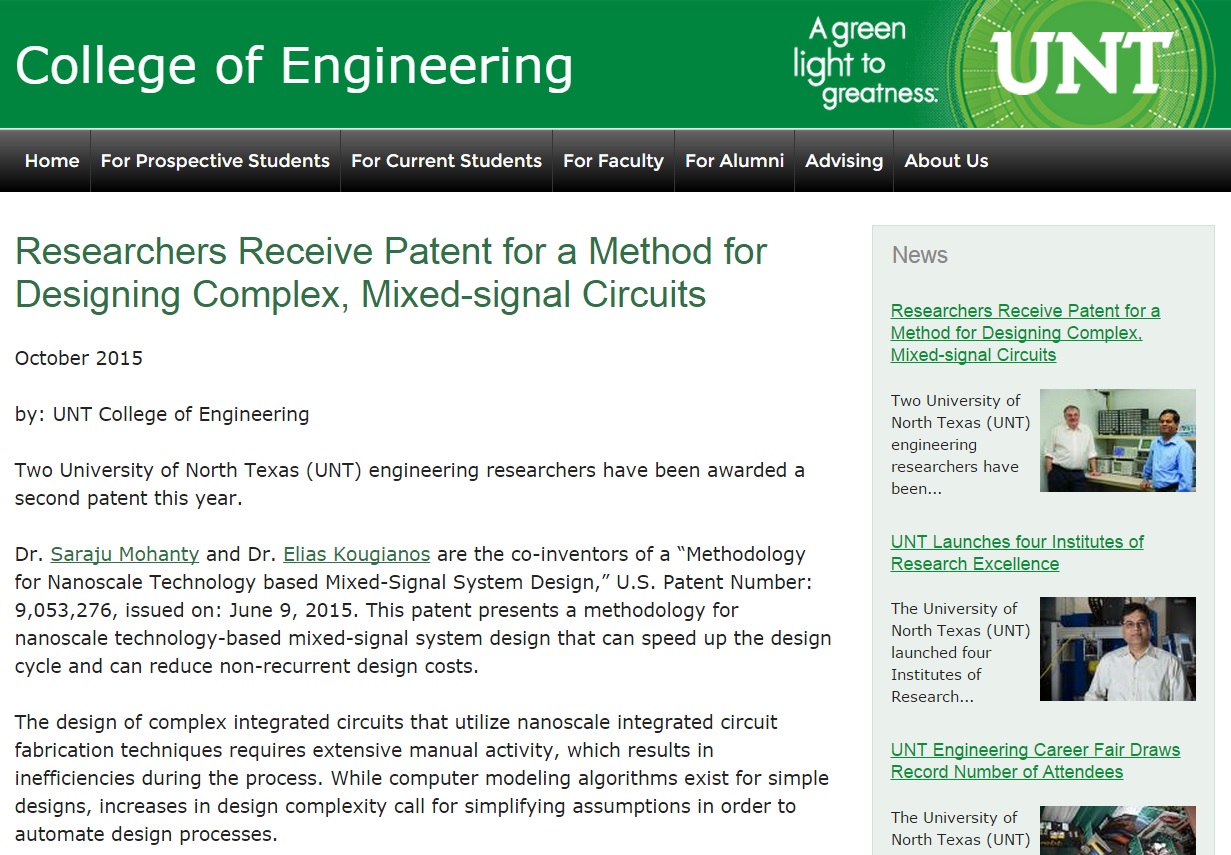 College of Engineering
A green
light to
greatness:™
UNT
Home For Prospective Students For Current Students For Faculty For Alumni Advising About Us
Researchers Receive Patent for a Method for
Designing Complex, Mixed-signal Circuits
October 2015
by: UNT College of Engineering
Two University of North Texas (UNT) engineering researchers have been awarded a
second patent this year.
Dr. Saraju Mohanty and Dr. Elias Kougianos are the co-inventors of a “Methodology
for Nanoscale Technology based Mixed-Signal System Design,” U.S. Patent Number:
9,053,276, issued on: June 9, 2015. This patent presents a methodology for
nanoscale technology-based mixed-signal system design that can speed up the design
cycle and can reduce non-recurrent design costs.
The design of complex integrated circuits that utilize nanoscale integrated circuit
fabrication techniques requires extensive manual activity, which results in
inefficiencies during the process. While computer modeling algorithms exist for simple
designs, increases in design complexity call for simplifying assumptions in order to
automate design processes.
News
Researchers Receive Patent for a
Method for Designing Complex,
Mixed-signal Circuits
Two University of
North Texas (UNT)
engineering
researchers have
been...
UNT Launches four Institutes of
Research Excellence
The University of
North Texas (UNT)
launched four
Institutes of
Research...
UNT Engineering Career Fair Draws
Record Number of Attendees
The University of
North Texas (UNT)